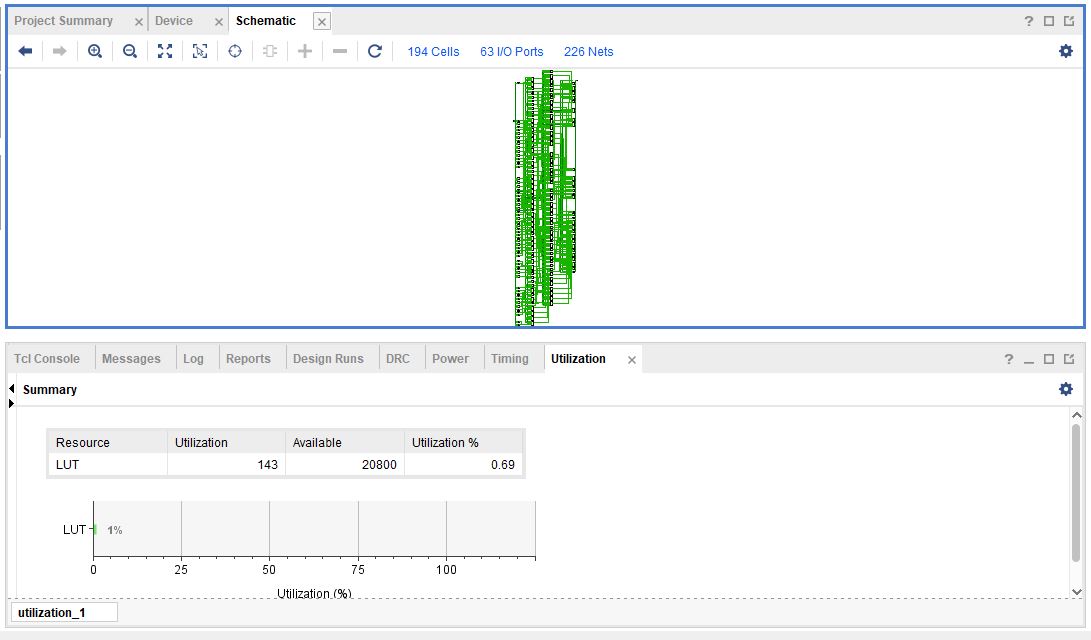 Project Summary Device Schematic
194 Cells 63 I/O Ports 226 Nets
Tcl Console Messages Log Reports Design Runs DRC Power Timing Utilization
Summary
Resource Utilization Available Utilization %
LUT 143 20800 0.69
LUT 1%
0 25 50 75 100
Utilization (%)
utilization_1